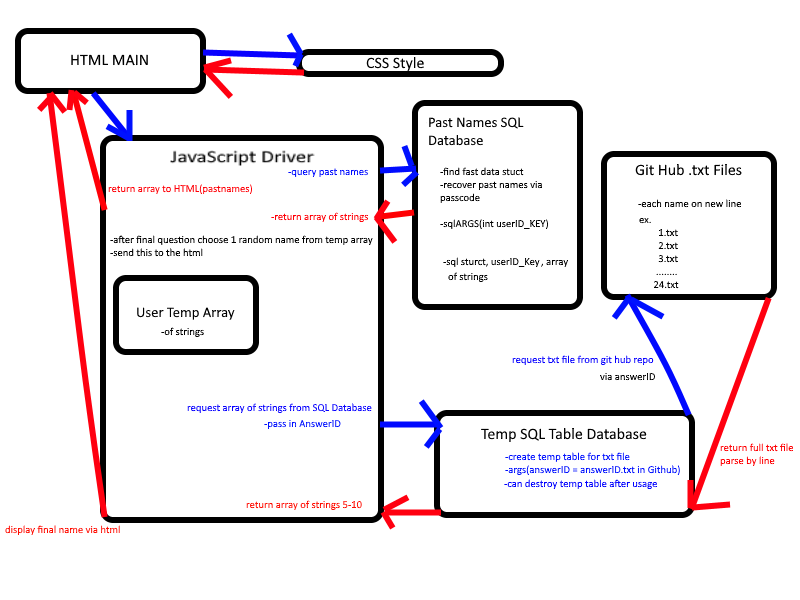 HTML MAIN
CSS Style
Past Names SQL
Database
-find fast data stuct
-recover past names via
passcode
-sqlARGS(int userID_KEY)
-sql sturct, userID_Key , array
of strings
Git Hub .txt Files
-each name on new line
ex.
1.txt
2.txt
3.txt
........
24.txt
JavaScript Driver
-query past names
return array to HTML(pastnames)
-return array of strings
-after final question choose 1 random name from temp array
-send this to the html
User Temp Array
-of strings
request txt file from git hub repo
via answerID
request array of strings from SQL Database
-pass in AnswerID
Temp SQL Table Database
-create temp table for txt file
-args(answerID = answerID.txt in Github)
-can destroy temp table after usage
return full txt file
parse by line
return array of strings 5-10
display final name via html